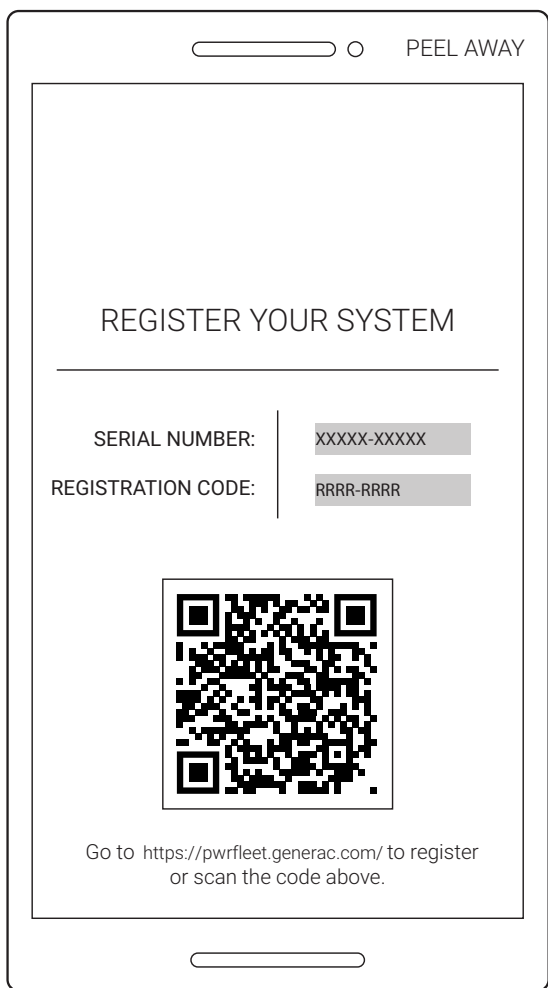 PEEL AWAY
REGISTER YOUR SYSTEM
SERIAL NUMBER: XXXXX-XXXXX
REGISTRATION CODE: RRRR-RRRR
Go to https://pwrfleet.generac.com/ to register
or scan the code above.